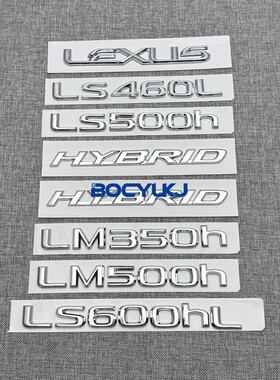 LEXUS
LS460L
LS500h
HYBRID
BOCYUKJ
HYBRID
LM350h
LM500h
LS600hL